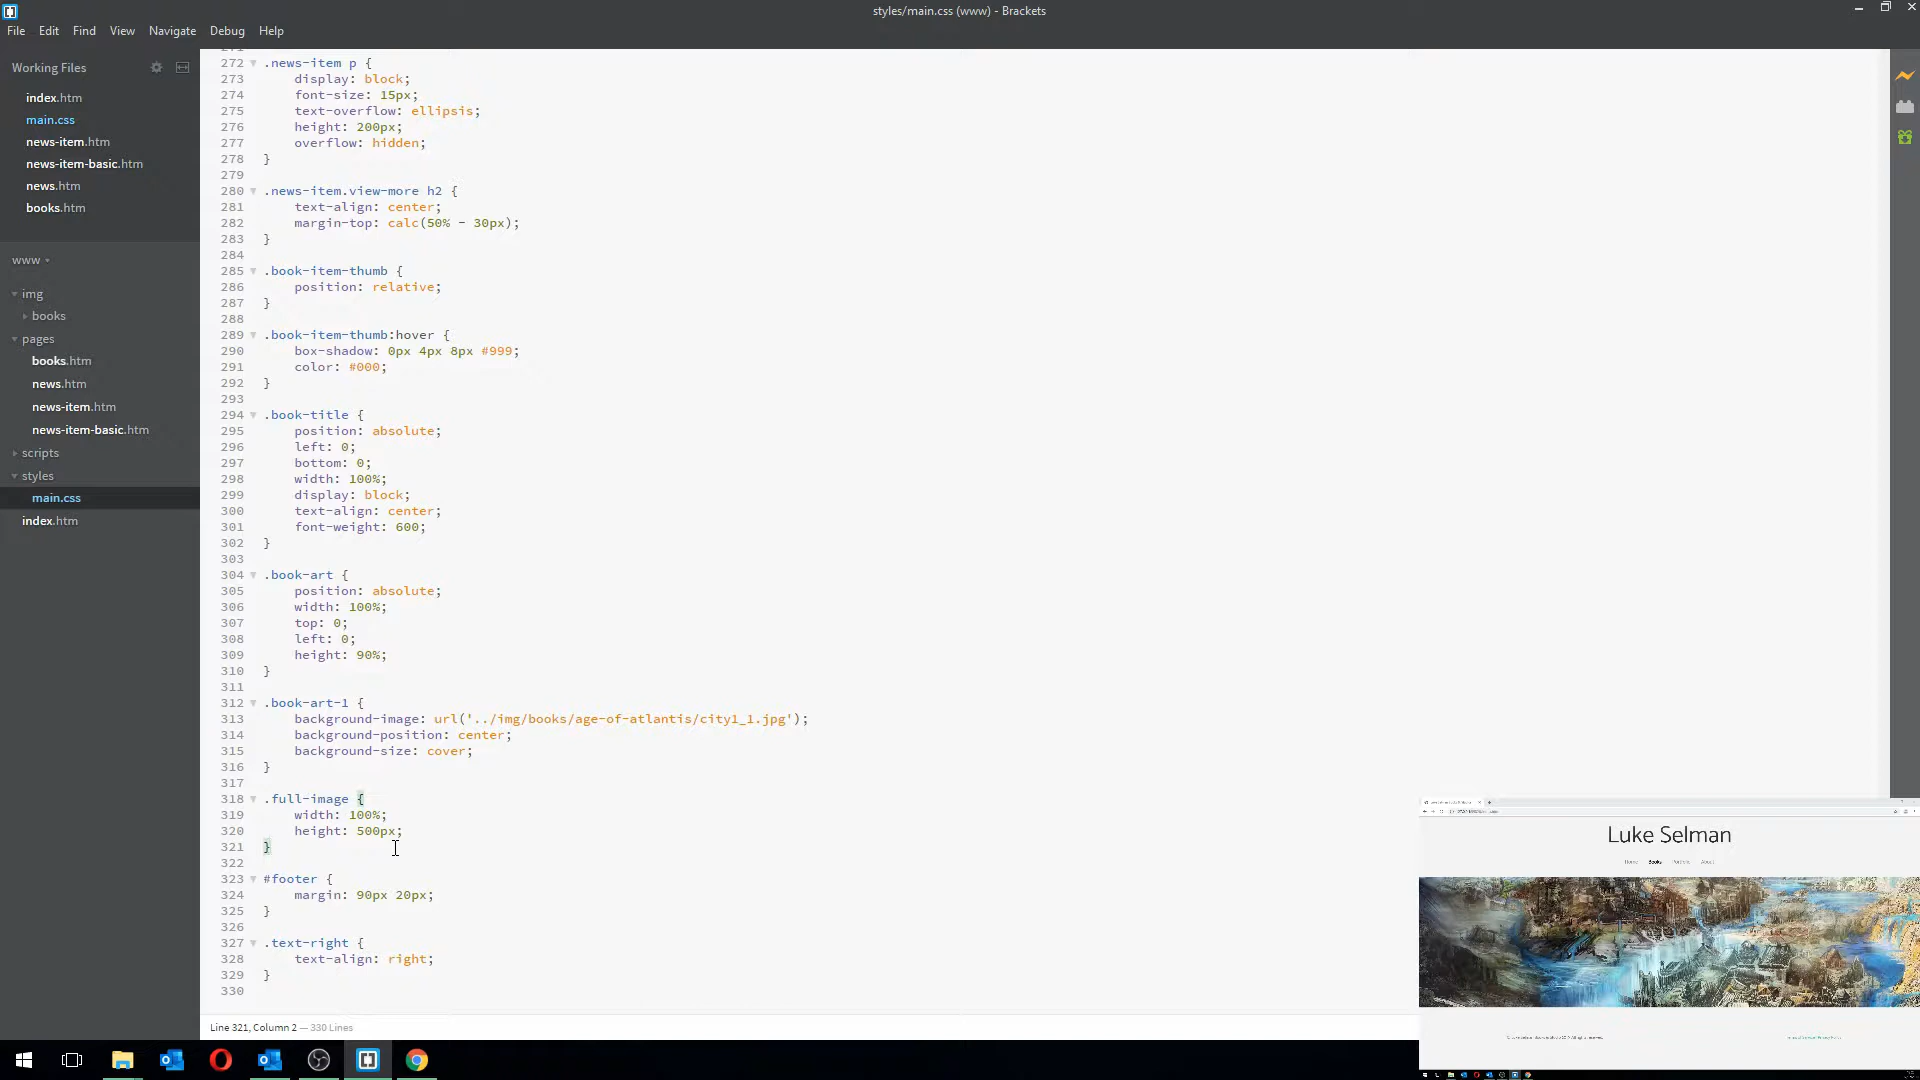 styles/main.css (www) - Brackets
File Edit Find View Navigate Debug Help
Working Files
index.htm
main.css
news-item.htm
news-item-basic.htm
news.htm
books.htm
www
img
books
pages
books.htm
news.htm
news-item.htm
news-item-basic.htm
scripts
styles
main.css
index.htm
272 .news-item p {
273 display: block;
274 font-size: 15px;
275 text-overflow: ellipsis;
276 height: 200px;
277 overflow: hidden;
278 }
279
280 .news-item.view-more h2 {
281 text-align: center;
282 margin-top: calc(50% - 30px);
283 }
284
285 .book-item-thumb {
286 position: relative;
287 }
288
289 .book-item-thumb:hover {
290 box-shadow: 0px 4px 8px #999;
291 color: #000;
292 }
293
294 .book-title {
295 position: absolute;
296 left: 0;
297 bottom: 0;
298 width: 100%;
299 display: block;
300 text-align: center;
301 font-weight: 600;
302 }
303
304 .book-art {
305 position: absolute;
306 width: 100%;
307 top: 0;
308 left: 0;
309 height: 90%;
310 }
311
312 .book-art-1 {
313 background-image: url('../img/books/age-of-atlantis/city1_1.jpg');
314 background-position: center;
315 background-size: cover;
316 }
317
318 .full-image {
319 width: 100%;
320 height: 500px;
321 }
322
323 #footer {
324 margin: 90px 20px;
325 }
326
327 .text-right {
328 text-align: right;
329 }
330
Line 321, Column 2 — 330 Lines
Luke Selman
Home Books Portfolio About